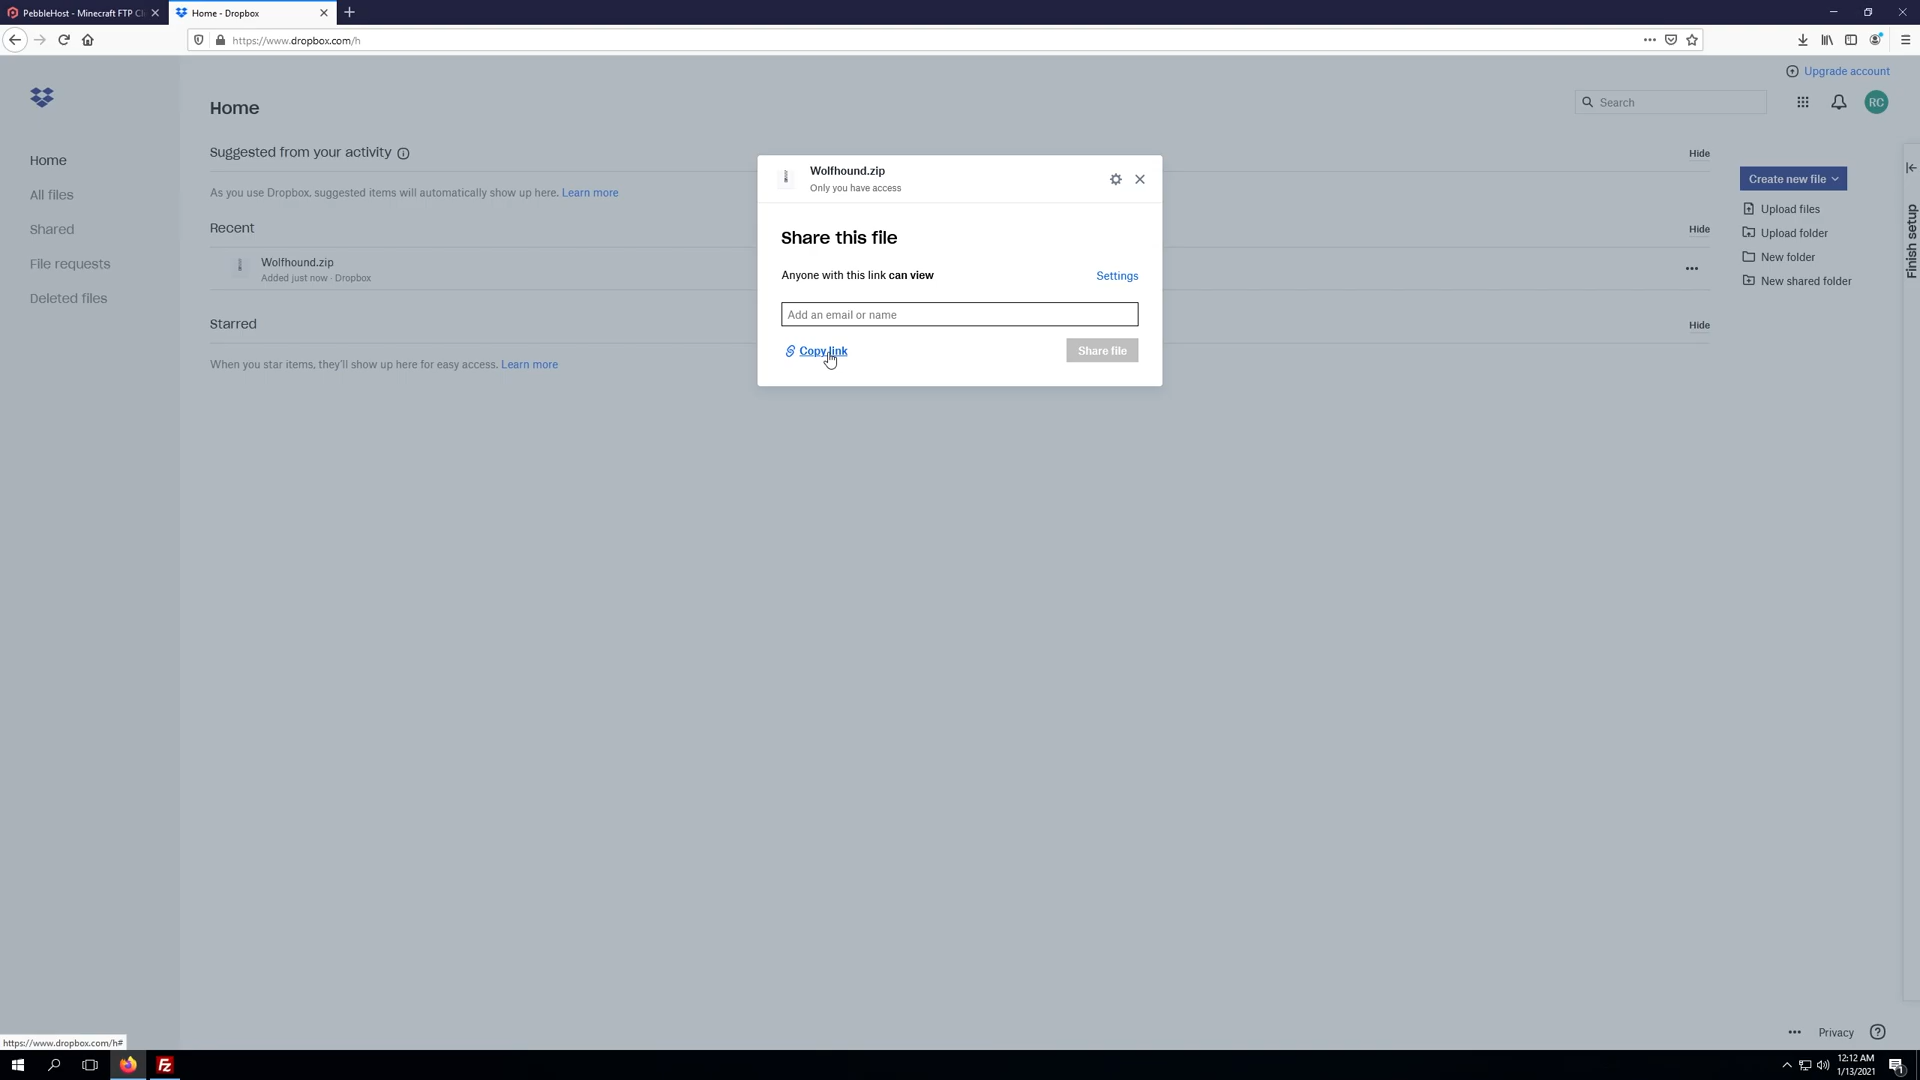 PebbleHost - Minecraft FTP Cl
Home - Dropbox
https://www.dropbox.com/h
Upgrade account
Home
Search
RC
Home
All files
Shared
File requests
Deleted files
Suggested from your activity
Hide
As you use Dropbox, suggested items will automatically show up here. Learn more
Recent
Hide
Wolfhound.zip
Added just now · Dropbox
Starred
Hide
When you star items, they'll show up here for easy access. Learn more
Wolfhound.zip
Only you have access
Share this file
Anyone with this link can view
Settings
Add an email or name
Copy link
Share file
Create new file
Upload files
Upload folder
New folder
New shared folder
Finish setup
Privacy
https://www.dropbox.com/h#
Fz
12:12 AM
1/13/2021
1